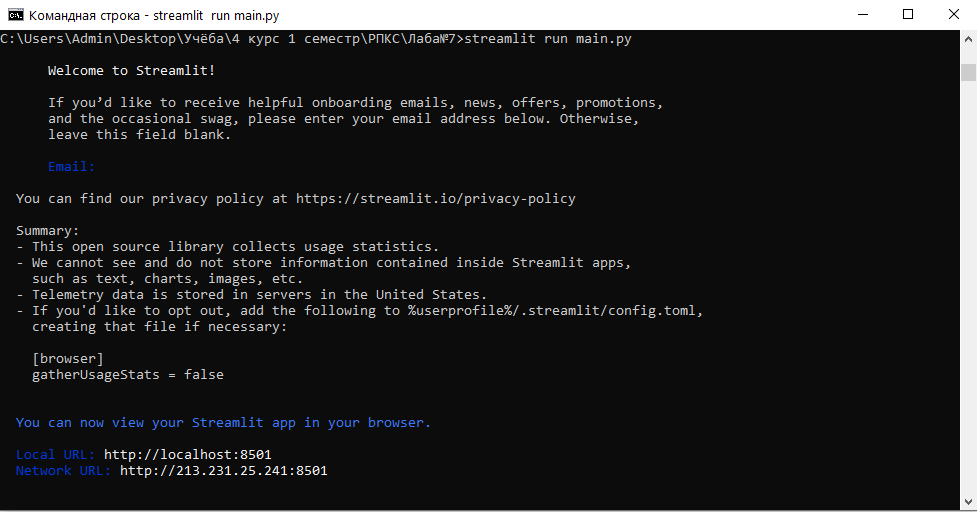 Командная строка - streamlit  run main.py
C:\Users\Admin\Desktop\Учёба\4 курс 1 семестр\РПКС\Лаба№7>streamlit run main.py
Welcome to Streamlit!
If you’d like to receive helpful onboarding emails, news, offers, promotions,
and the occasional swag, please enter your email address below. Otherwise,
leave this field blank.
Email:
You can find our privacy policy at https://streamlit.io/privacy-policy
Summary:
- This open source library collects usage statistics.
- We cannot see and do not store information contained inside Streamlit apps,
such as text, charts, images, etc.
- Telemetry data is stored in servers in the United States.
- If you'd like to opt out, add the following to %userprofile%/.streamlit/config.toml,
creating that file if necessary:
[browser]
gatherUsageStats = false
You can now view your Streamlit app in your browser.
Local URL: http://localhost:8501
Network URL: http://213.231.25.241:8501